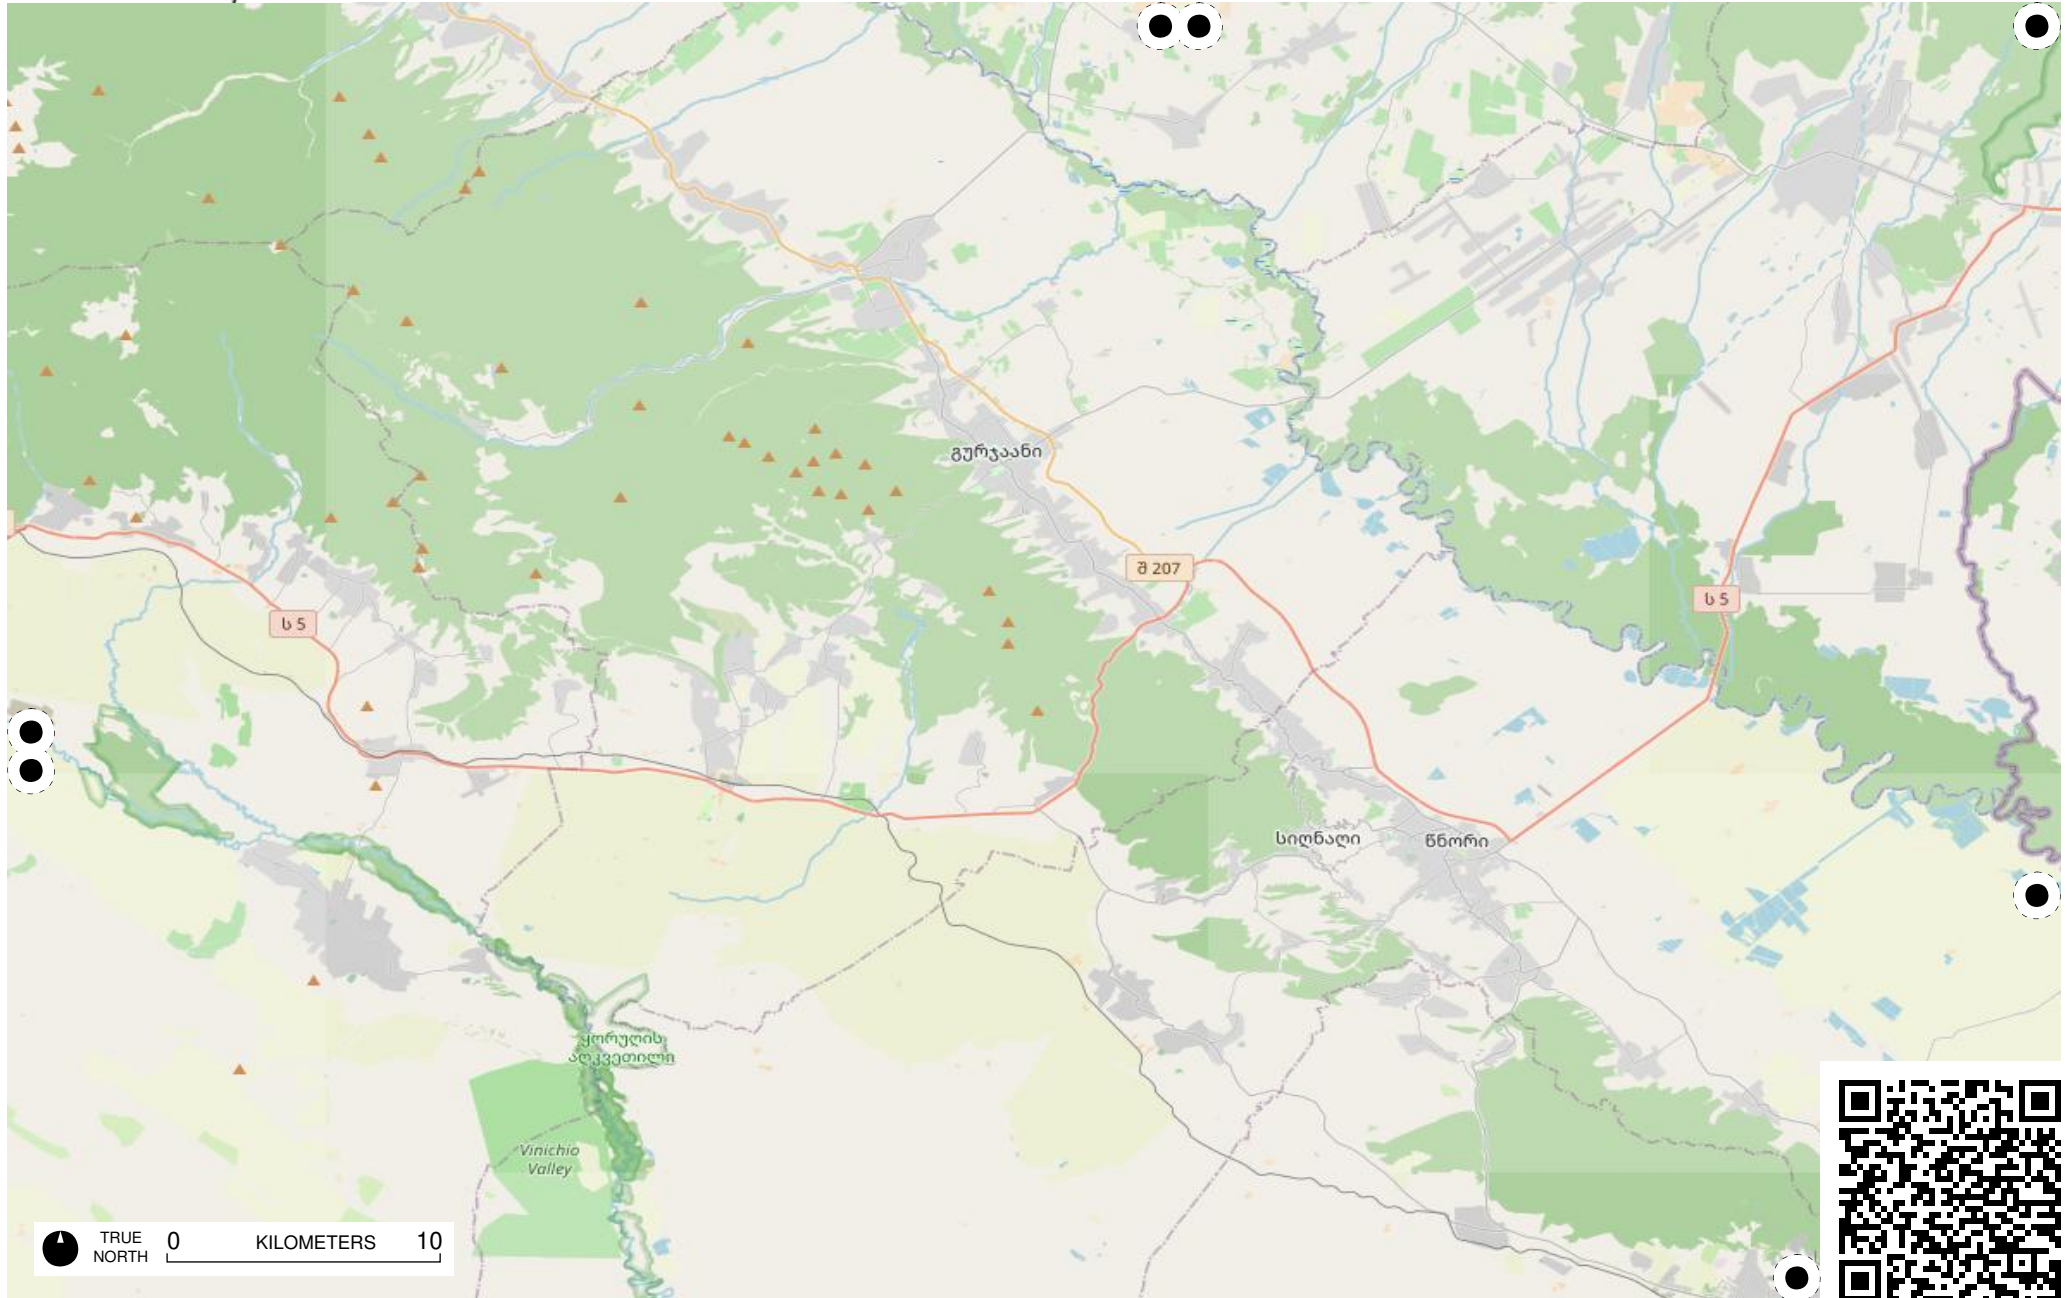 გურჯაანი
შ 207
ს 5
ს 5
სიღნაღი
წნორი
ყორუღის
აღკვეთილი
Vinichio
Valley
TRUE
NORTH
0 KILOMETERS 10